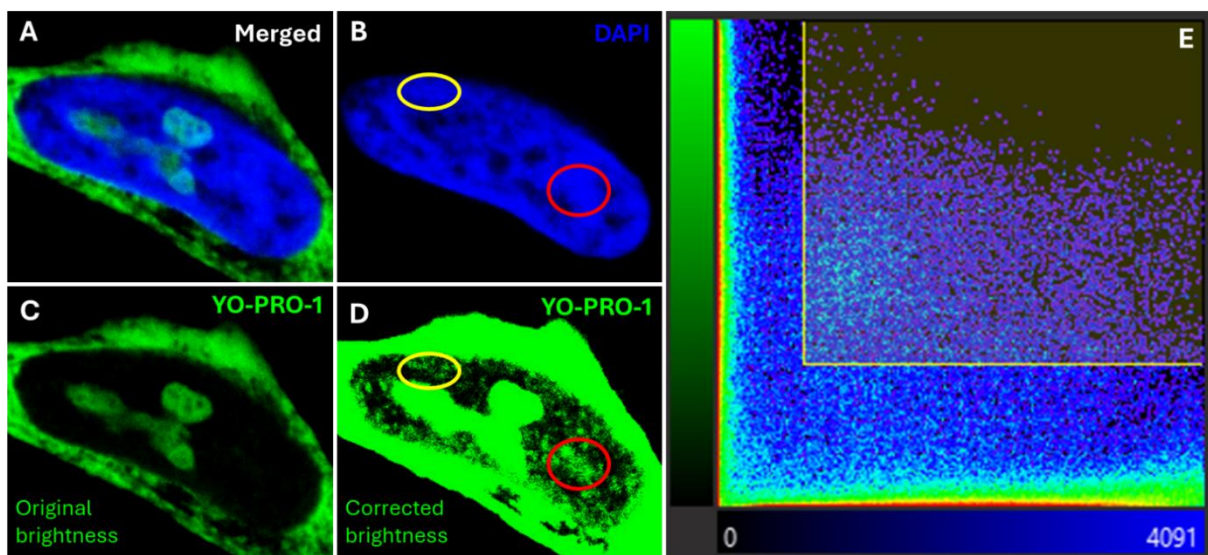 A
Merged
B
DAPI
E
C
YO-PRO-1
Original
brightness
D
YO-PRO-1
Corrected
brightness
0
4091